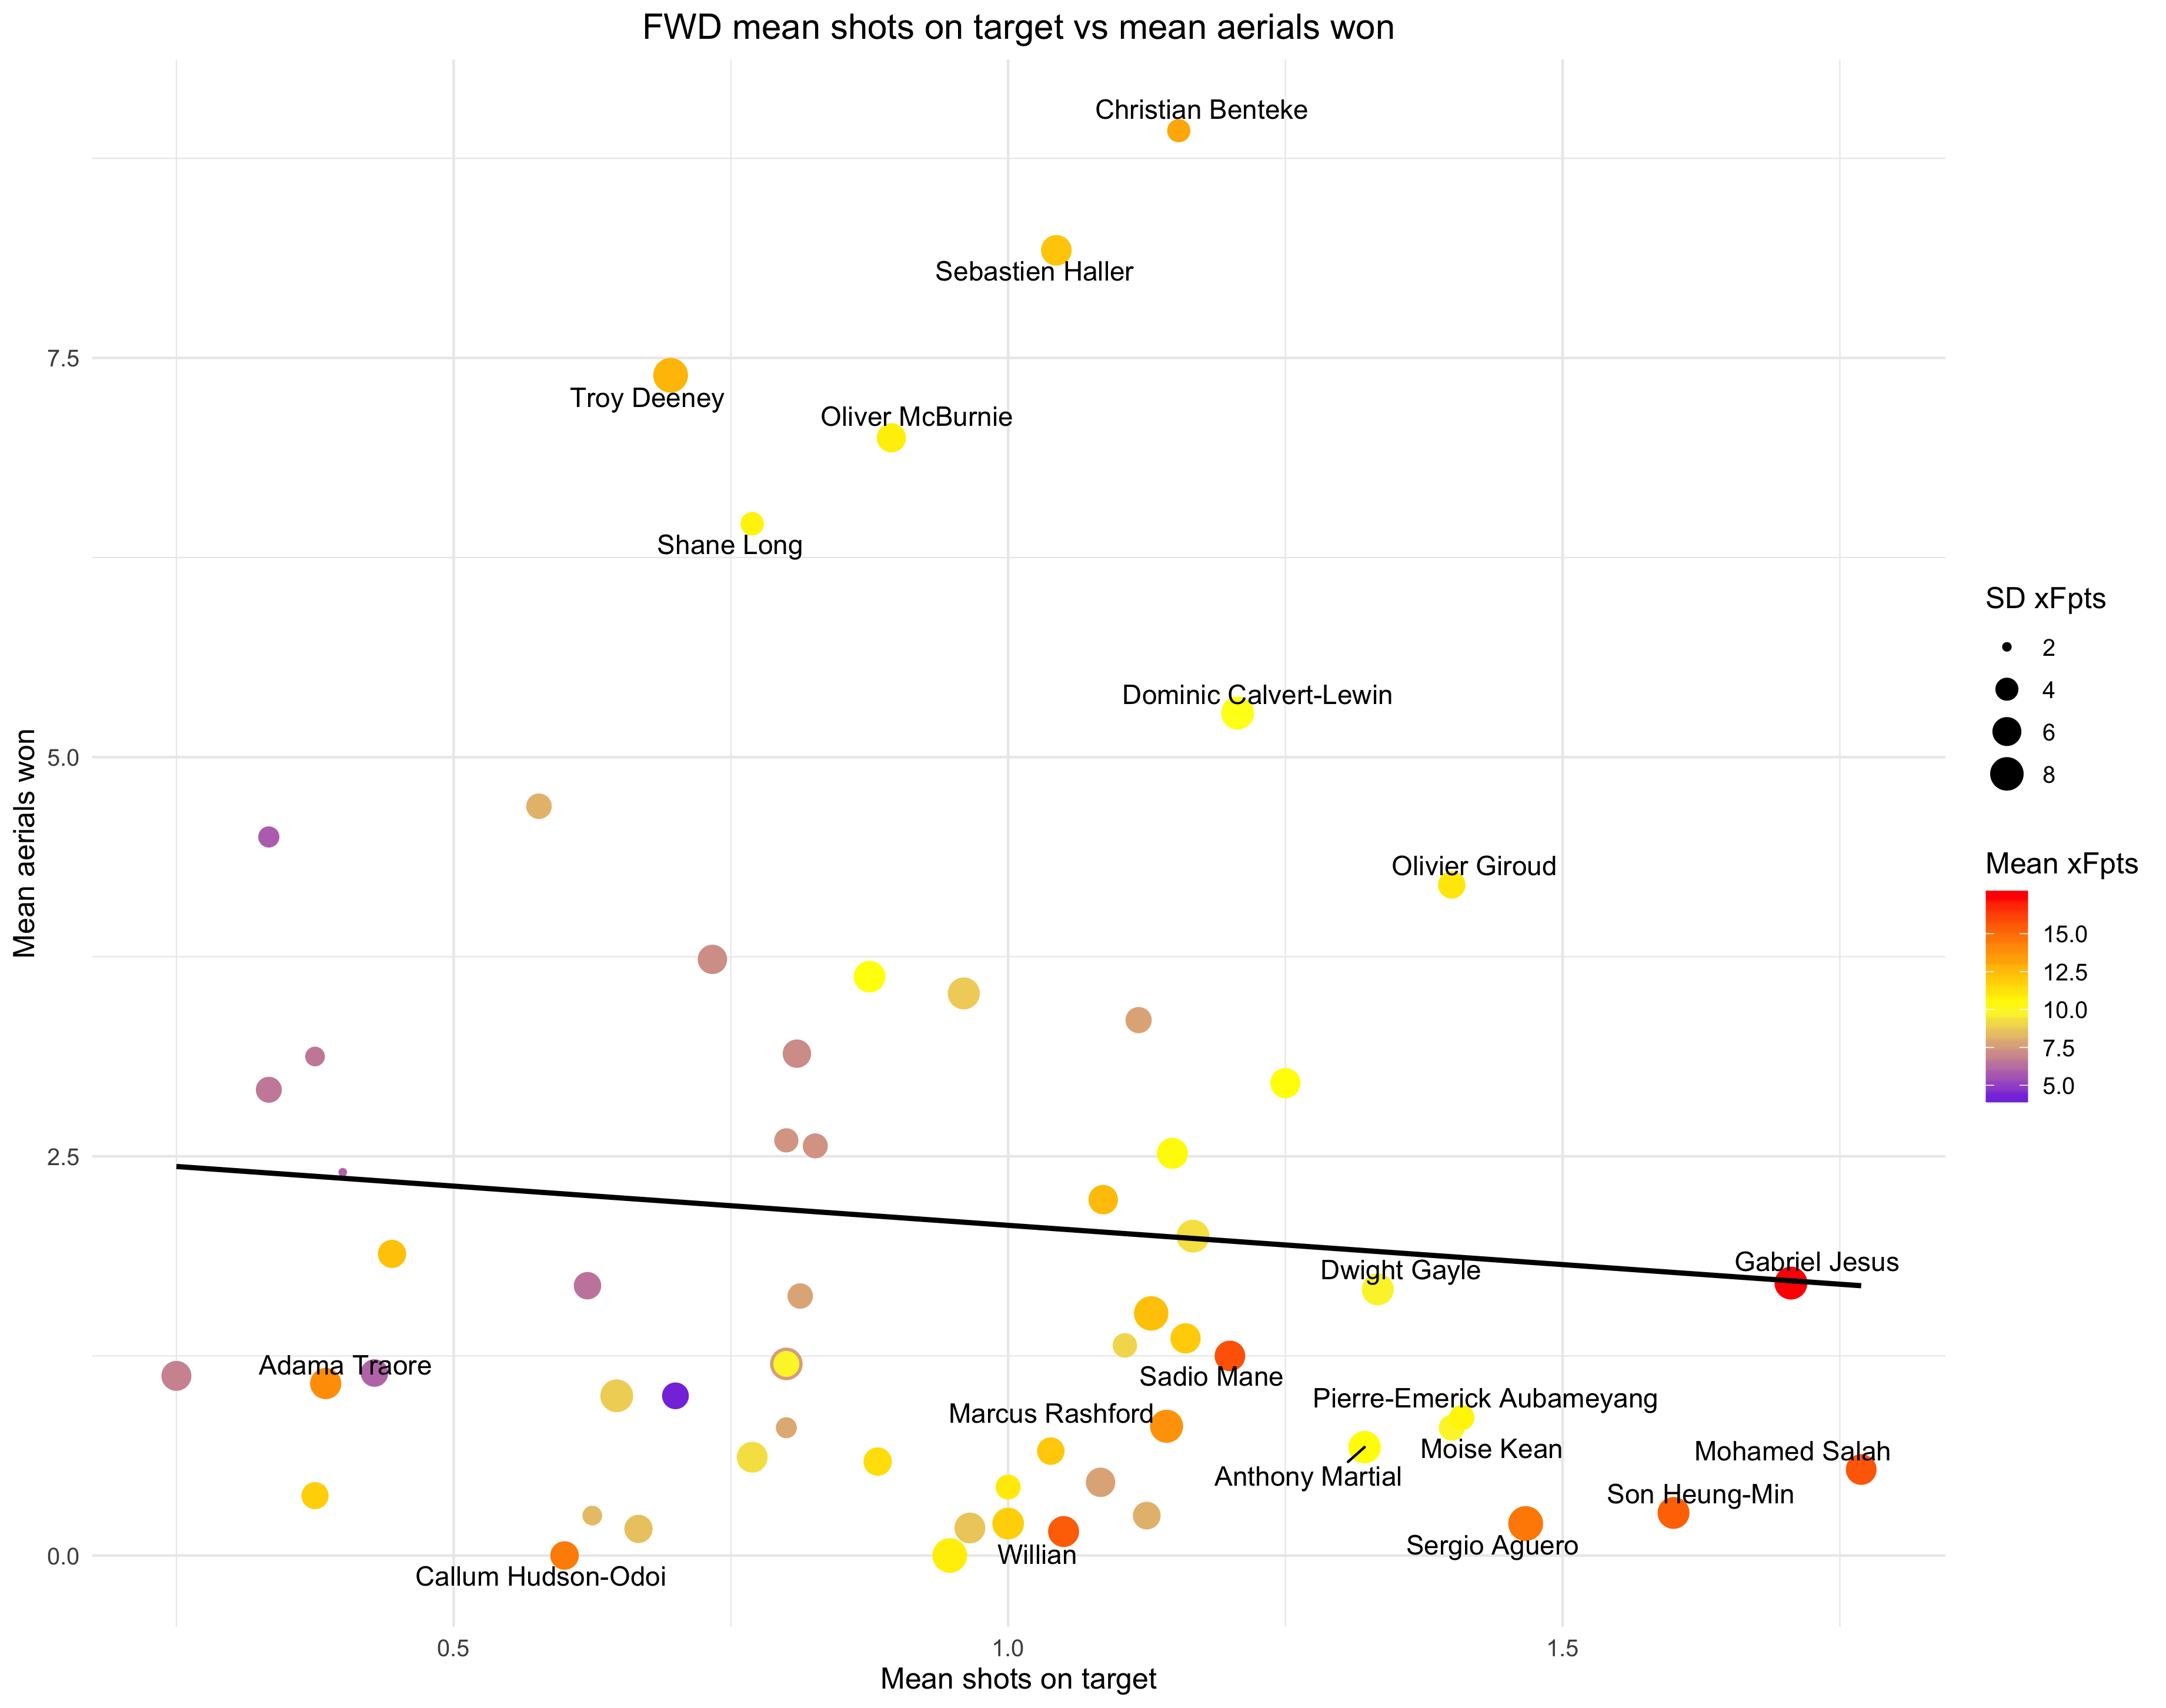 FWD mean shots on target vs mean aerials won
Christian Benteke
Sebastien Haller
7.5
Troy Deeney
Oliver McBurnie
Shane Long
SD xFpts
2
4
6
8
Dominic Calvert-Lewin
5.0
Mean aerials won
Olivier Giroud
Mean xFpts
15.0
12.5
10.0
7.5
5.0
2.5
Gabriel Jesus
Dwight Gayle
Adama Traore
Sadio Mane
Pierre-Emerick Aubameyang
Marcus Rashford
Moise Kean
Mohamed Salah
Anthony Martial
Son Heung-Min
Sergio Aguero
Willian
0.0
Callum Hudson-Odoi
0.5
1.0
1.5
Mean shots on target